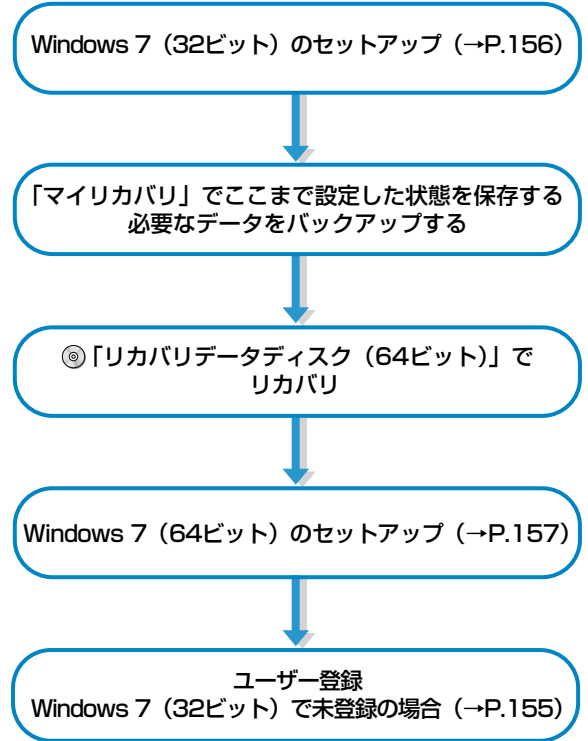 Windows 7（32ビット）のセットアップ（→P.156）
「マイリカバリ」でここまで設定した状態を保存する
必要なデータをバックアップする
「リカバリデータディスク（64ビット）」で
リカバリ
Windows 7（64ビット）のセットアップ（→P.157）
ユーザー登録
Windows 7（32ビット）で未登録の場合（→P.155）